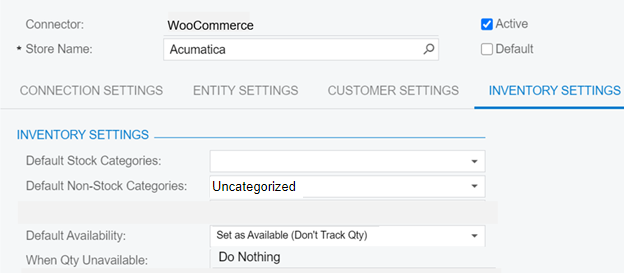 Connector: WooCommerce Active
* Store Name: Acumatica Default
CONNECTION SETTINGS ENTITY SETTINGS CUSTOMER SETTINGS INVENTORY SETTINGS
INVENTORY SETTINGS
Default Stock Categories:
Default Non-Stock Categories: Uncategorized
Default Availability: Set as Available (Don't Track Qty)
When Qty Unavailable: Do Nothing